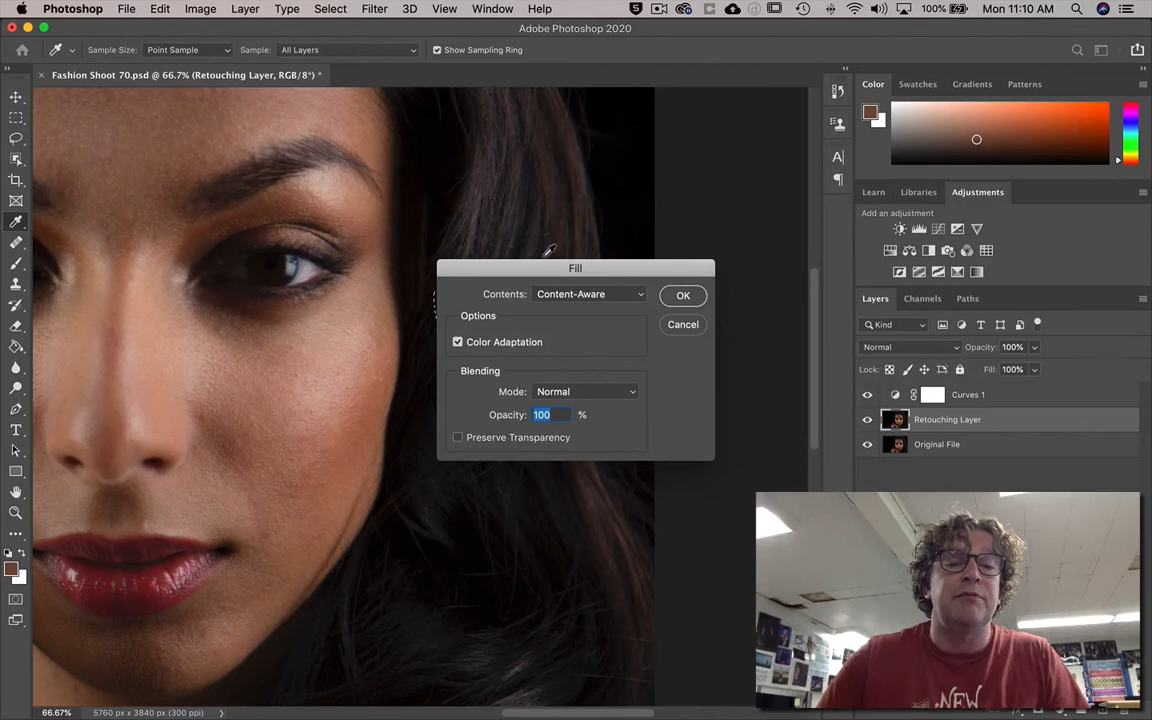 Photoshop File Edit Image Layer Type Select Filter 3D View Window Help 100% Mon 11:10 AM
Adobe Photoshop 2020
Sample Size: Point Sample Sample: All Layers Show Sampling Ring
× Fashion Shoot 70.psd @ 66.7% (Retouching Layer, RGB/8*) *
Color Swatches Gradients Patterns
Learn Libraries Adjustments
Add an adjustment
Fill
Contents: Content-Aware OK
Options
Cancel
Color Adaptation
Blending
Mode: Normal
Opacity: 100 %
Preserve Transparency
Layers Channels Paths
Kind
Normal Opacity: 100%
Lock: Fill: 100%
Curves 1
Retouching Layer
Original File
NEW
66.67% 5760 px x 3840 px (300 ppi)